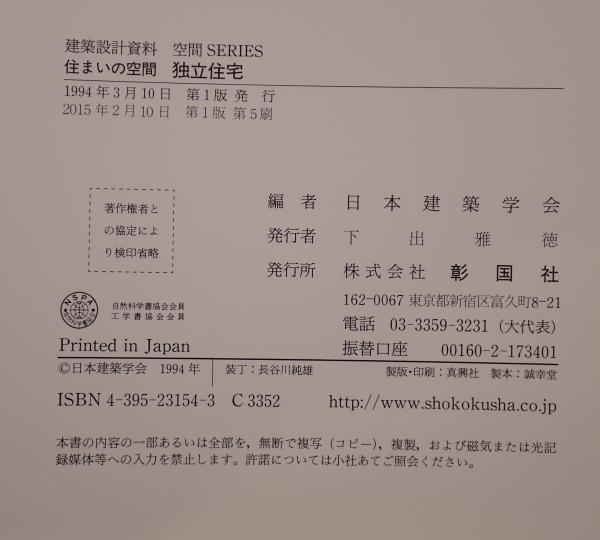 建築設計資料　空間 SERIES
住まいの空間　独立住宅
1994 年 3 月 10 日　第 1 版　発　行
2015 年 2 月 10 日　第 1 版　第 5 刷
著作権者と
の協定によ
り検印省略
編　者　日　本　建　築　学　会
発行者　下　出　雅　徳
発行所　株式会社　彰　国　社
162-0067 東京都新宿区富久町8-21
電話　03-3359-3231（大代表）
振替口座　00160-2-173401
NSPA
自然科学書協会会員
工学書協会会員
Printed in Japan
©日本建築学会　1994 年
装丁：長谷川純雄
製版・印刷：真興社　製本：誠幸堂
ISBN 4-395-23154-3　C 3352
http://www.shokokusha.co.jp
本書の内容の一部あるいは全部を，無断で複写（コピー），複製，および磁気または光記
録媒体等への入力を禁止します。許諾については小社あてご照会ください。